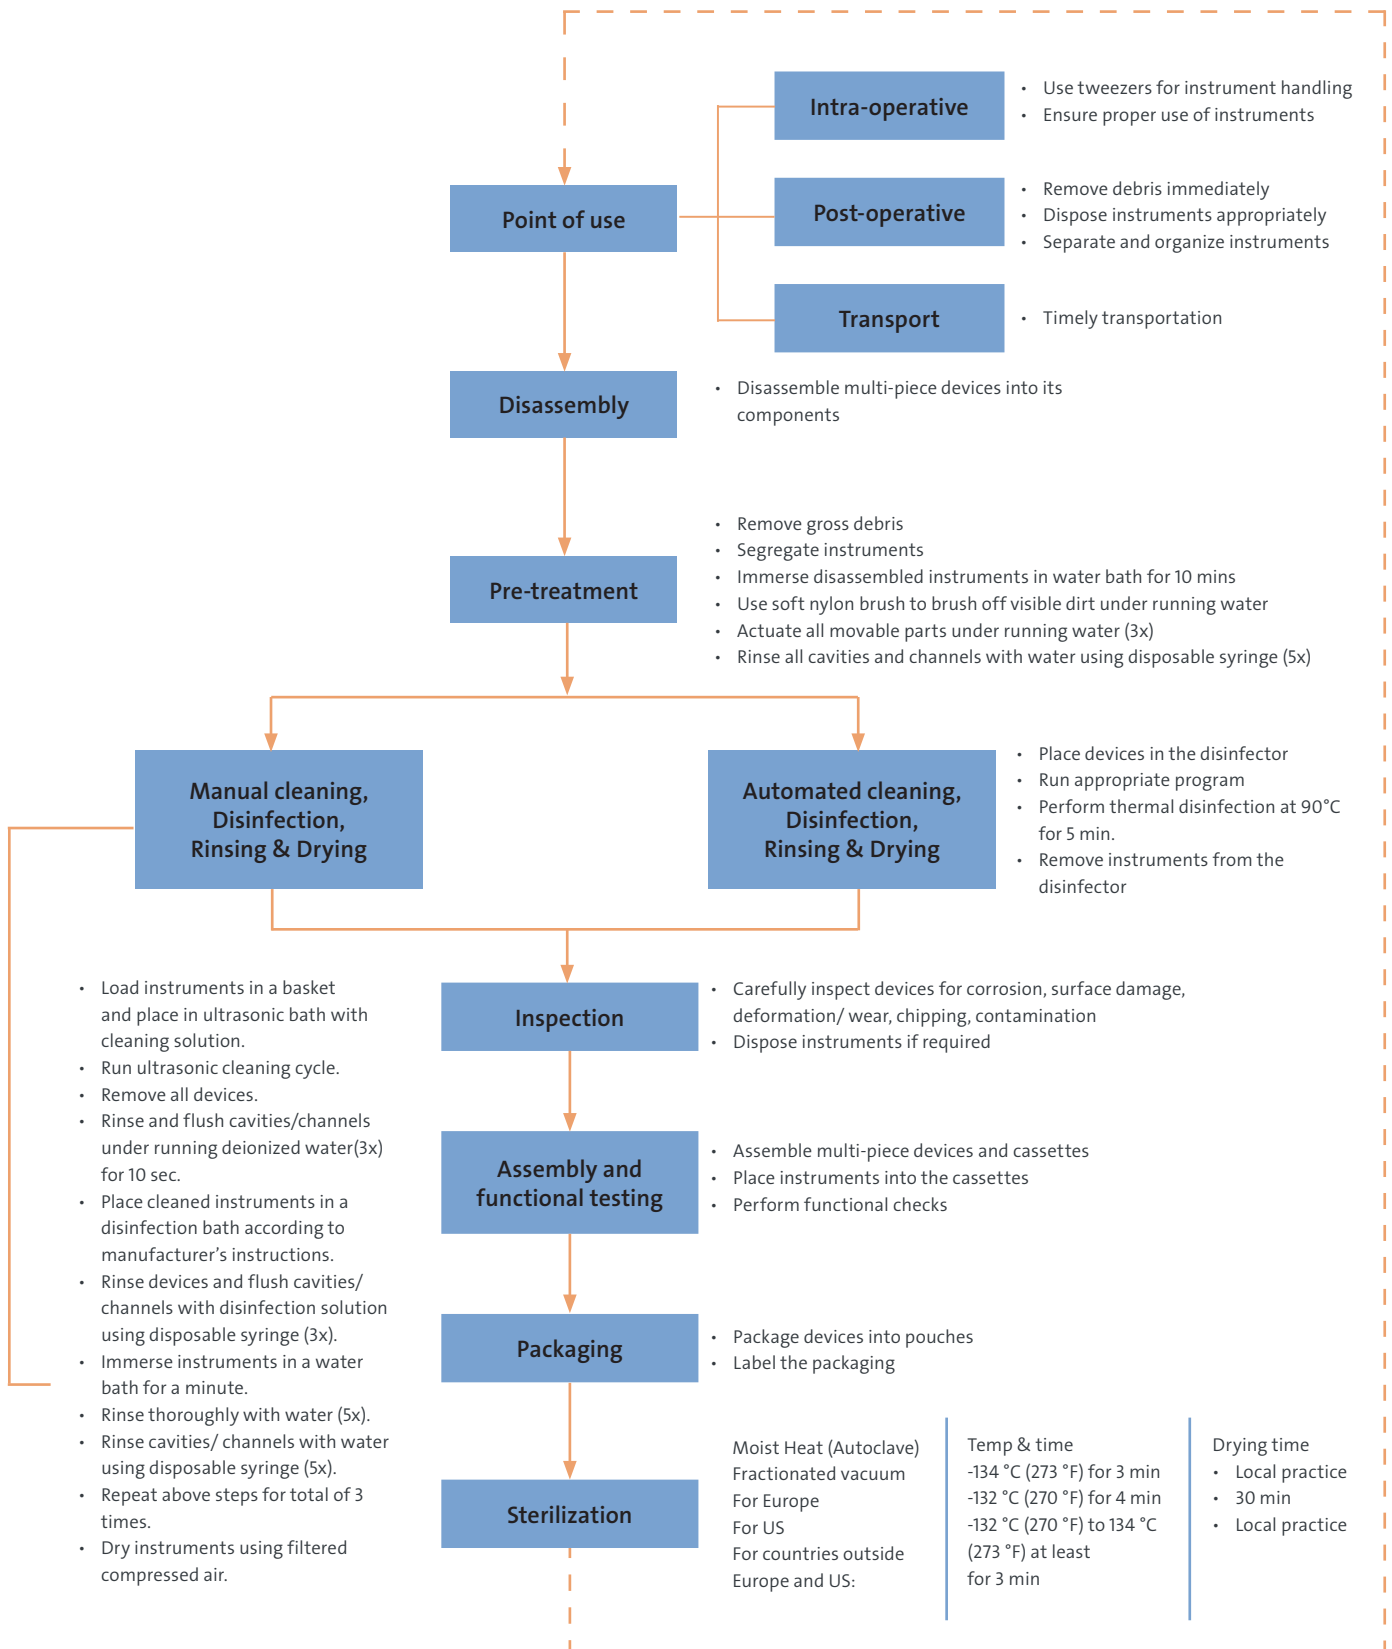 Intra-operative
• Use tweezers for instrument handling
• Ensure proper use of instruments
Point of use
Post-operative
• Remove debris immediately
• Dispose instruments appropriately
• Separate and organize instruments
Transport
• Timely transportation
Disassembly
• Disassemble multi-piece devices into its
components
Pre-treatment
• Remove gross debris
• Segregate instruments
• Immerse disassembled instruments in water bath for 10 mins
• Use soft nylon brush to brush off visible dirt under running water
• Actuate all movable parts under running water (3x)
• Rinse all cavities and channels with water using disposable syringe (5x)
Manual cleaning,
Disinfection,
Rinsing & Drying
Automated cleaning,
Disinfection,
Rinsing & Drying
• Place devices in the disinfector
• Run appropriate program
• Perform thermal disinfection at 90°C
for 5 min.
• Remove instruments from the
disinfector
• Load instruments in a basket
and place in ultrasonic bath with
cleaning solution.
• Run ultrasonic cleaning cycle.
• Remove all devices.
• Rinse and flush cavities/channels
under running deionized water(3x)
for 10 sec.
• Place cleaned instruments in a
disinfection bath according to
manufacturer's instructions.
• Rinse devices and flush cavities/
channels with disinfection solution
using disposable syringe (3x).
• Immerse instruments in a water
bath for a minute.
• Rinse thoroughly with water (5x).
• Rinse cavities/ channels with water
using disposable syringe (5x).
• Repeat above steps for total of 3
times.
• Dry instruments using filtered
compressed air.
Inspection
• Carefully inspect devices for corrosion, surface damage,
deformation/ wear, chipping, contamination
• Dispose instruments if required
Assembly and
functional testing
• Assemble multi-piece devices and cassettes
• Place instruments into the cassettes
• Perform functional checks
Packaging
• Package devices into pouches
• Label the packaging
Sterilization
Moist Heat (Autoclave)
Fractionated vacuum
For Europe
For US
For countries outside
Europe and US:
Temp & time
-134 °C (273 °F) for 3 min
-132 °C (270 °F) for 4 min
-132 °C (270 °F) to 134 °C
(273 °F) at least
for 3 min
Drying time
• Local practice
• 30 min
• Local practice